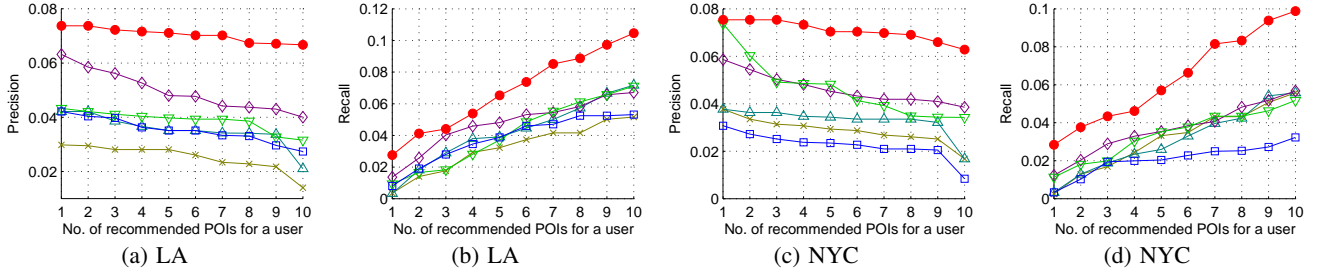 0.08
0.06
0.04
0.02
Precision
1 2 3 4 5 6 7 8 9 10
No. of recommended POIs for a user
(a) LA
0.12
0.1
0.08
0.06
0.04
0.02
0
Recall
1 2 3 4 5 6 7 8 9 10
No. of recommended POIs for a user
(b) LA
0.08
0.06
0.04
0.02
0
Precision
1 2 3 4 5 6 7 8 9 10
No. of recommended POIs for a user
(c) NYC
0.1
0.08
0.06
0.04
0.02
0
Recall
1 2 3 4 5 6 7 8 9 10
No. of recommended POIs for a user
(d) NYC